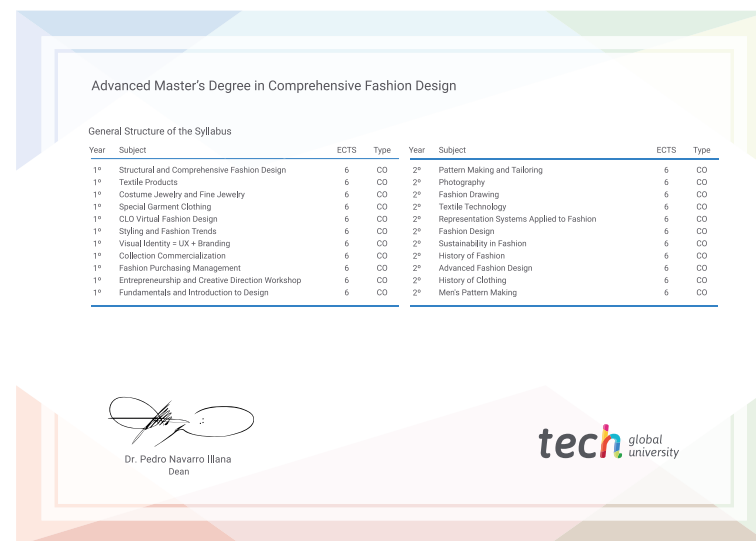 Advanced Master's Degree in Comprehensive Fashion Design
General Structure of the Syllabus
Year Subject ECTS Type
1º Structural and Comprehensive Fashion Design 6 CO
1º Textile Products 6 CO
1º Costume Jewelry and Fine Jewelry 6 CO
1º Special Garment Clothing 6 CO
1º CLO Virtual Fashion Design 6 CO
1º Styling and Fashion Trends 6 CO
1º Visual Identity = UX + Branding 6 CO
1º Collection Commercialization 6 CO
1º Fashion Purchasing Management 6 CO
1º Entrepreneurship and Creative Direction Workshop 6 CO
1º Fundamentals and Introduction to Design 6 CO
Year Subject ECTS Type
2º Pattern Making and Tailoring 6 CO
2º Photography 6 CO
2º Fashion Drawing 6 CO
2º Textile Technology 6 CO
2º Representation Systems Applied to Fashion 6 CO
2º Fashion Design 6 CO
2º Sustainability in Fashion 6 CO
2º History of Fashion 6 CO
2º Advanced Fashion Design 6 CO
2º History of Clothing 6 CO
2º Men's Pattern Making 6 CO
Dr. Pedro Navarro Illana
Dean
tech global
university